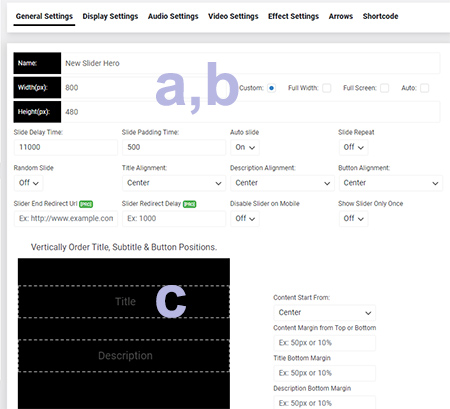 General Settings Display Settings Audio Settings Video Settings Effect Settings Arrows Shortcode
Name: New Slider Hero
a,b
Width(px): 800 Custom: Full Width: Full Screen: Auto:
Height(px): 480
Slide Delay Time: Slide Padding Time: Auto slide Slide Repeat
11000 500 On Off
Random Slide Title Alignment: Description Alignment: Button Alignment:
Off Center Center Center
Slider End Redirect Url (PRO) Slider Redirect Delay (PRO) Disable Slider on Mobile Show Slider Only Once
Ex: http://www.example.con Ex: 1000 Off Off
Vertically Order Title, Subtitle & Button Positions.
Title
c
Description
Content Start From:
Center
Content Margin from Top or Bottom
Ex: 50px or 10%
Title Bottom Margin
Ex: 50px or 10%
Description Bottom Margin
Ex: 50px or 10%